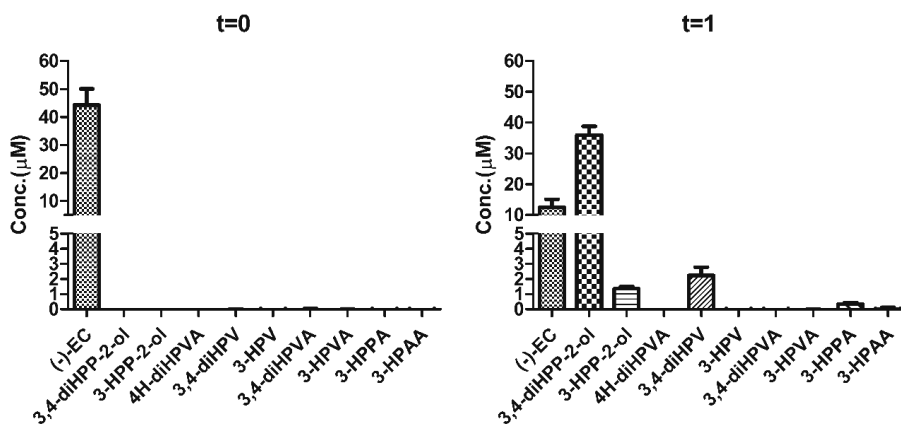 t=0
Conc.(μM)
60
50
40
30
20
10
5
4
3
2
1
0
(-)-EC
3,4-diHPP-2-ol
3-HPP-2-ol
4H-diHPVA
3,4-diHPV
3-HPV
3,4-diHPVA
3-HPVA
3-HPPA
3-HPAA
t=1
Conc.(μM)
60
50
40
30
20
10
5
4
3
2
1
0
(-)-EC
3,4-diHPP-2-ol
3-HPP-2-ol
4H-diHPVA
3,4-diHPV
3-HPV
3,4-diHPVA
3-HPVA
3-HPPA
3-HPAA